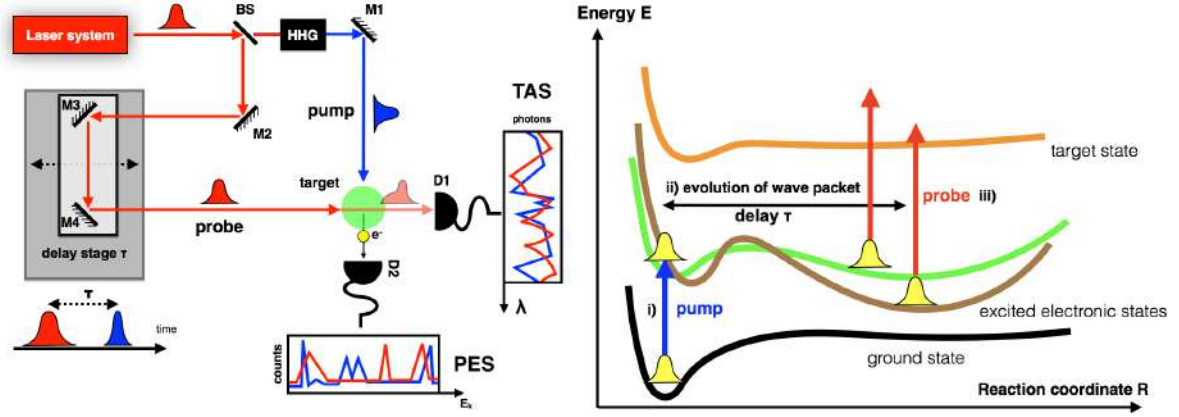 Laser system
BS
HHG
M1
M3
M2
pump
TAS
photons
target
D1
M4
probe
e-
delay stage τ
D2
λ
τ
time
counts
PES
Ek
Energy E
target state
ii) evolution of wave packet
probe iii)
delay τ
i) pump
excited electronic states
ground state
Reaction coordinate R